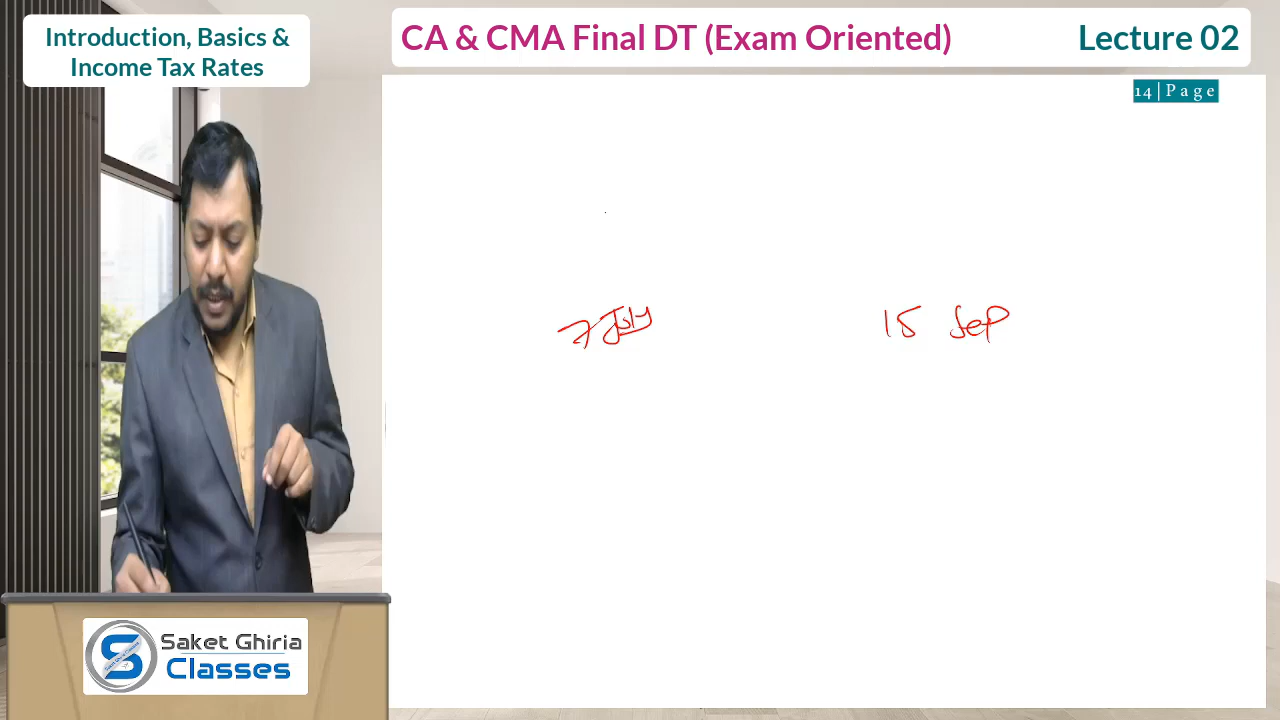 Introduction, Basics &
Income Tax Rates
CA & CMA Final DT (Exam Oriented)
Lecture 02
14 | P a g e
7 July
15 Sep
Saket Ghiria
Classes